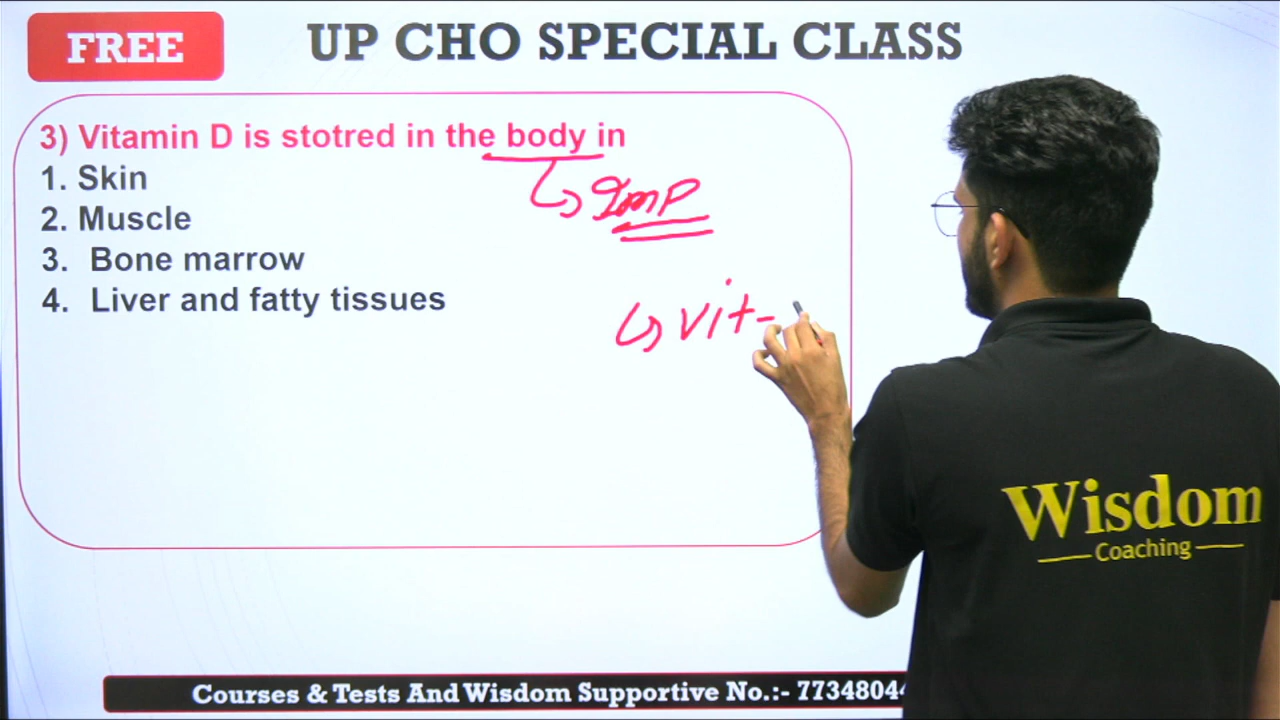 FREE
UP CHO SPECIAL CLASS
3) Vitamin D is stotred in the body in
1. Skin
2. Muscle
3. Bone marrow
4. Liver and fatty tissues
Imp
vit-
Wisdom
Coaching
Courses & Tests And Wisdom Supportive No.:- 7734804